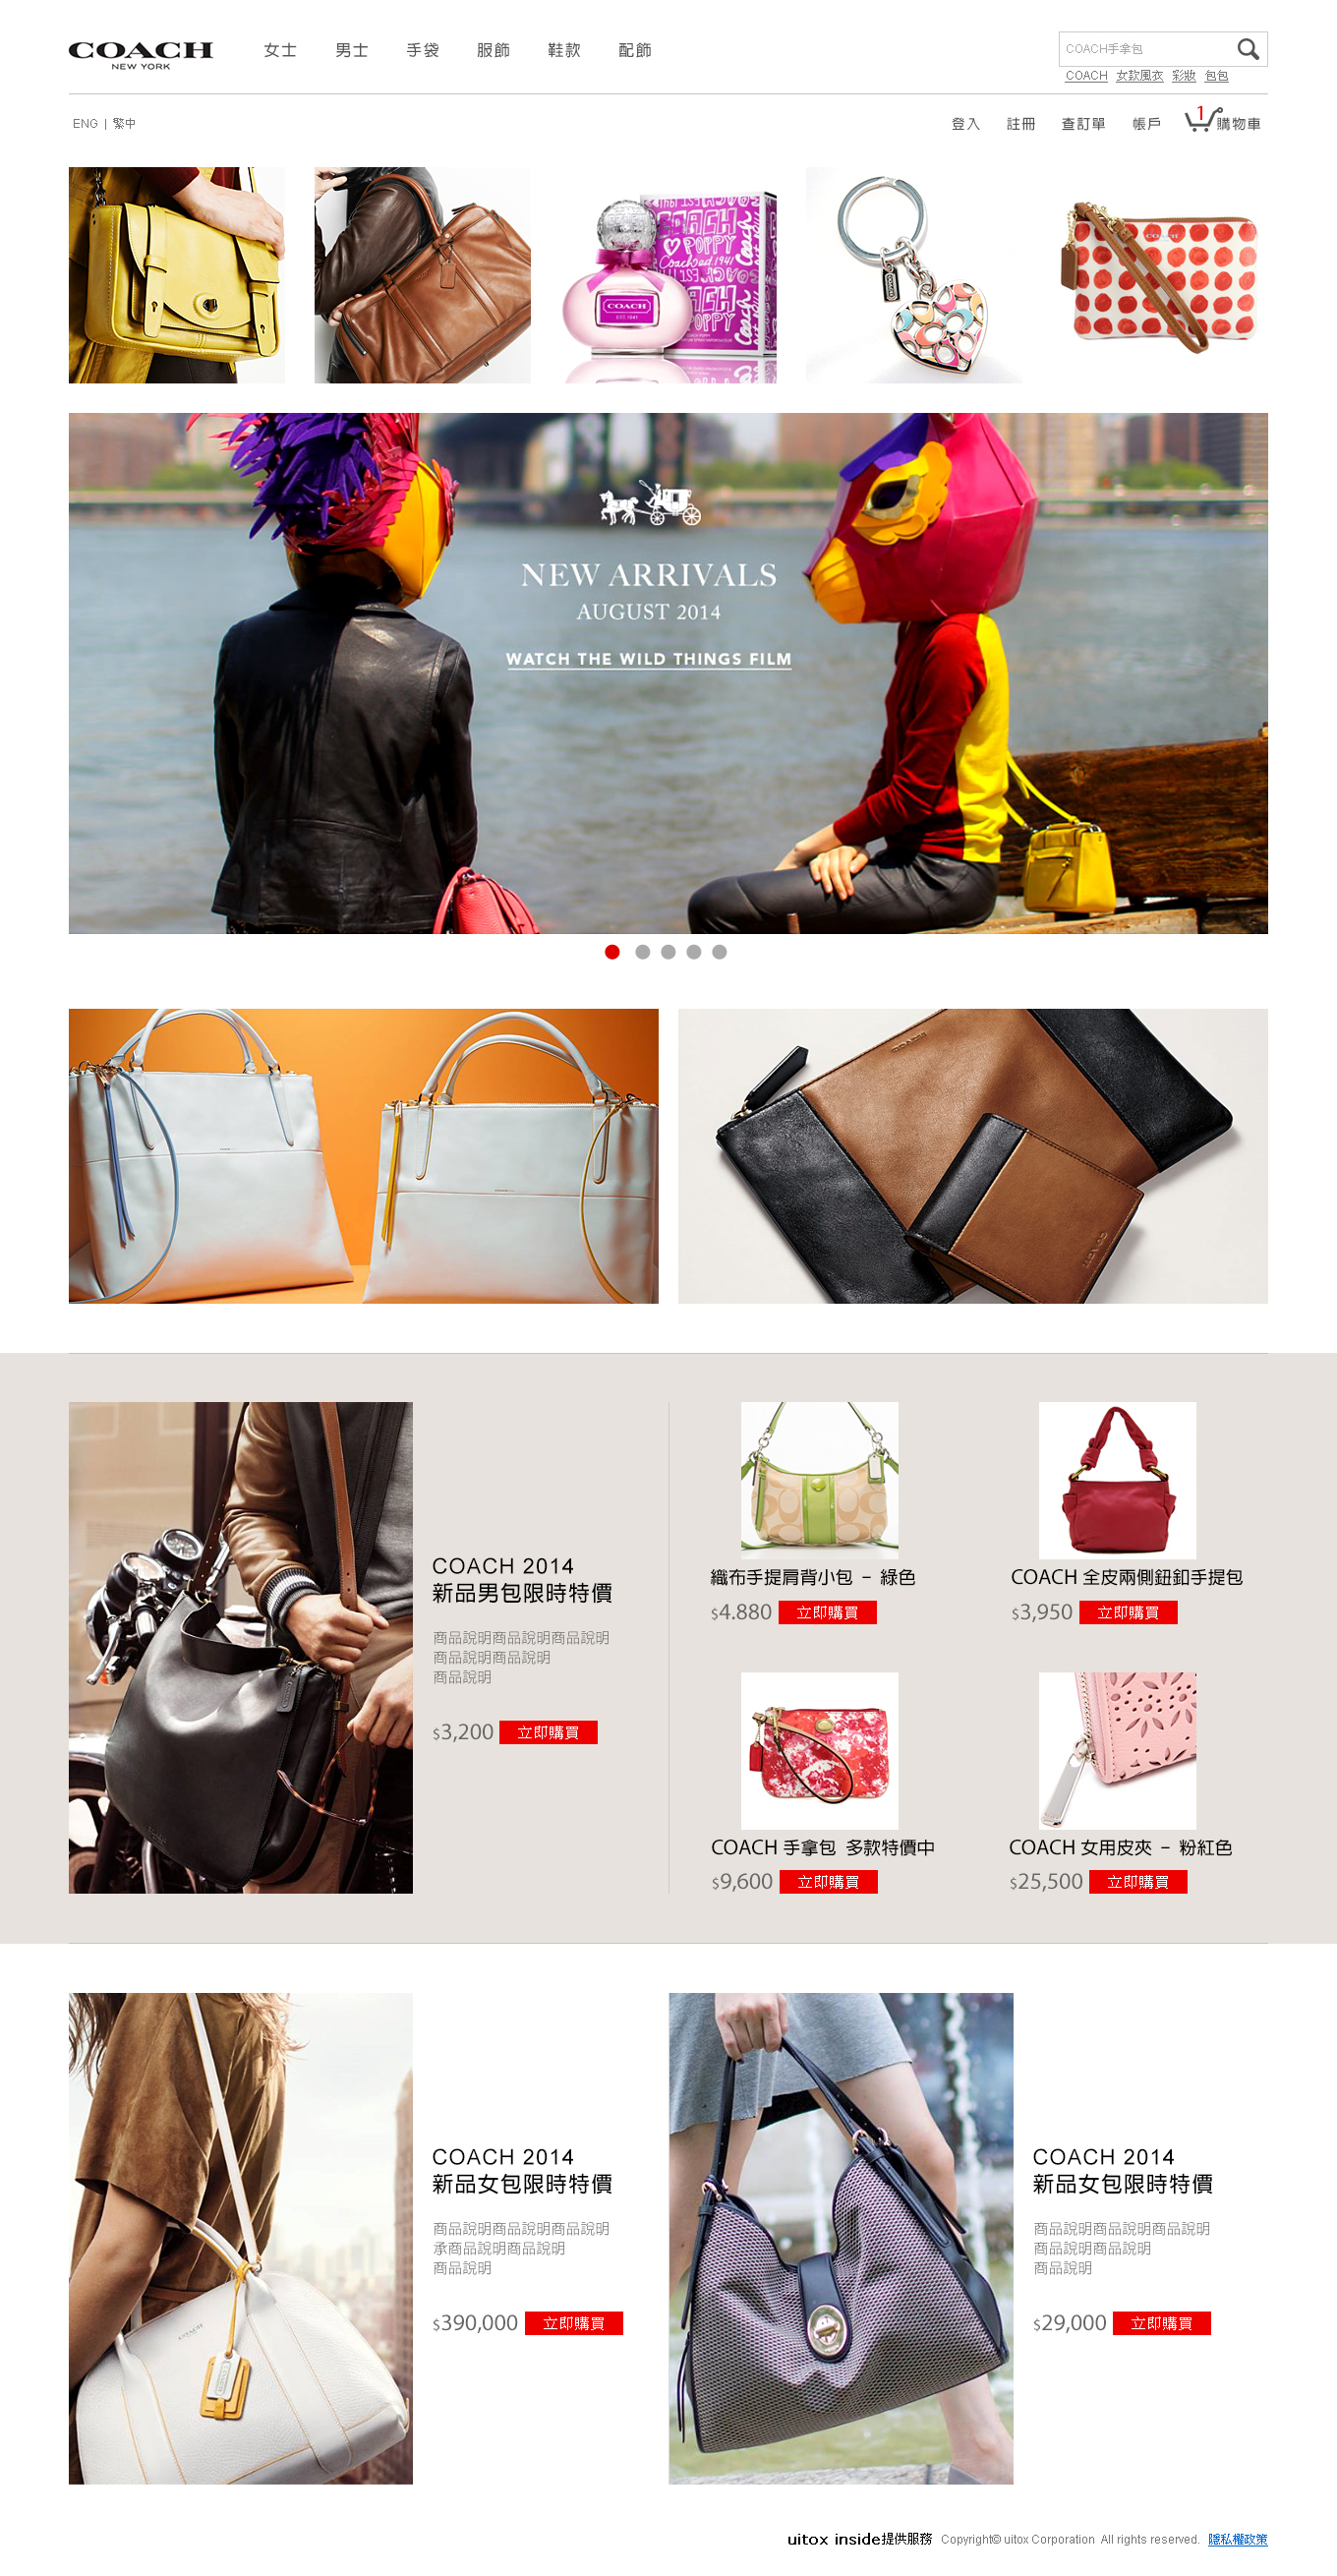 COACH
NEW YORK
女士 男士 手袋 服飾 鞋款 配飾
COACH手拿包
COACH 女款風衣 彩妝 包包
ENG | 繁中
登入 註冊 查訂單 帳戶 1 購物車
COACH
POPPY
COACH
NEW ARRIVALS
AUGUST 2014
WATCH THE WILD THINGS FILM
COACH
COACH
COACH 2014
新品男包限時特價
商品說明商品說明商品說明
商品說明商品說明
商品說明
$3,200 立即購買
織布手提肩背小包 - 綠色
$4.880 立即購買
COACH 全皮兩側鈕釦手提包
$3,950 立即購買
COACH 手拿包 多款特價中
$9,600 立即購買
COACH 女用皮夾 - 粉紅色
$25,500 立即購買
COACH 2014
新品女包限時特價
商品說明商品說明商品說明
承商品說明商品說明
商品說明
$390,000 立即購買
COACH 2014
新品女包限時特價
商品說明商品說明商品說明
商品說明商品說明
商品說明
$29,000 立即購買
uitox inside提供服務 Copyright© uitox Corporation All rights reserved. 隱私權政策